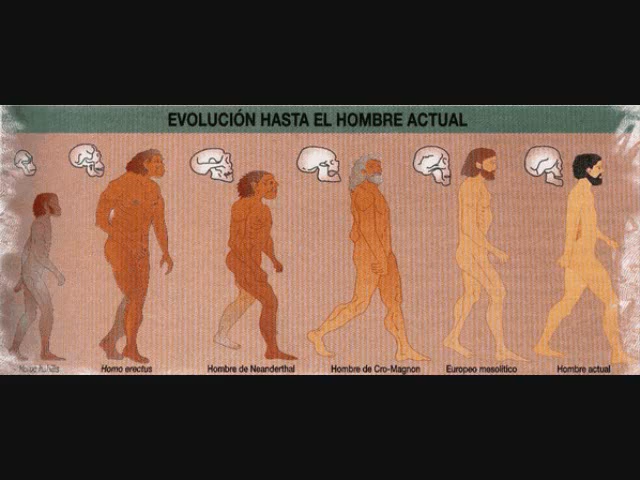 EVOLUCIÓN HASTA EL HOMBRE ACTUAL
Homo erectus
Hombre de Neanderthal
Hombre de Cro-Magnon
Europeo mesolítico
Hombre actual